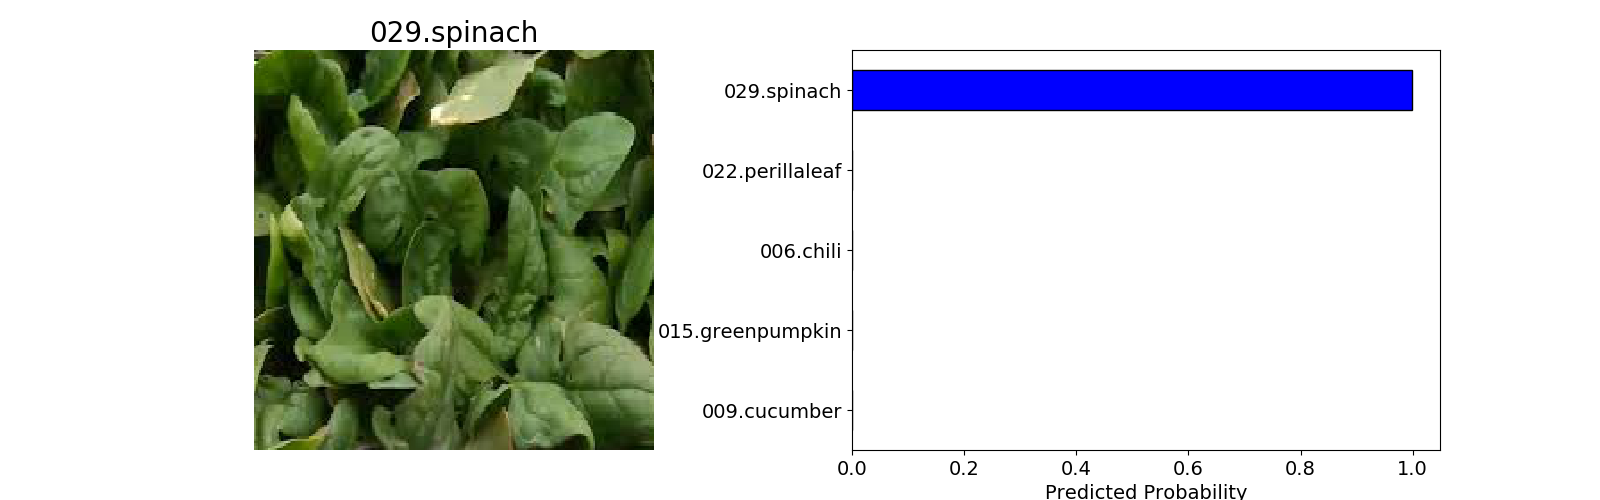 029.spinach
029.spinach
022.perillaleaf
006.chili
015.greenpumpkin
009.cucumber
0.0 0.2 0.4 0.6 0.8 1.0
Predicted Probability